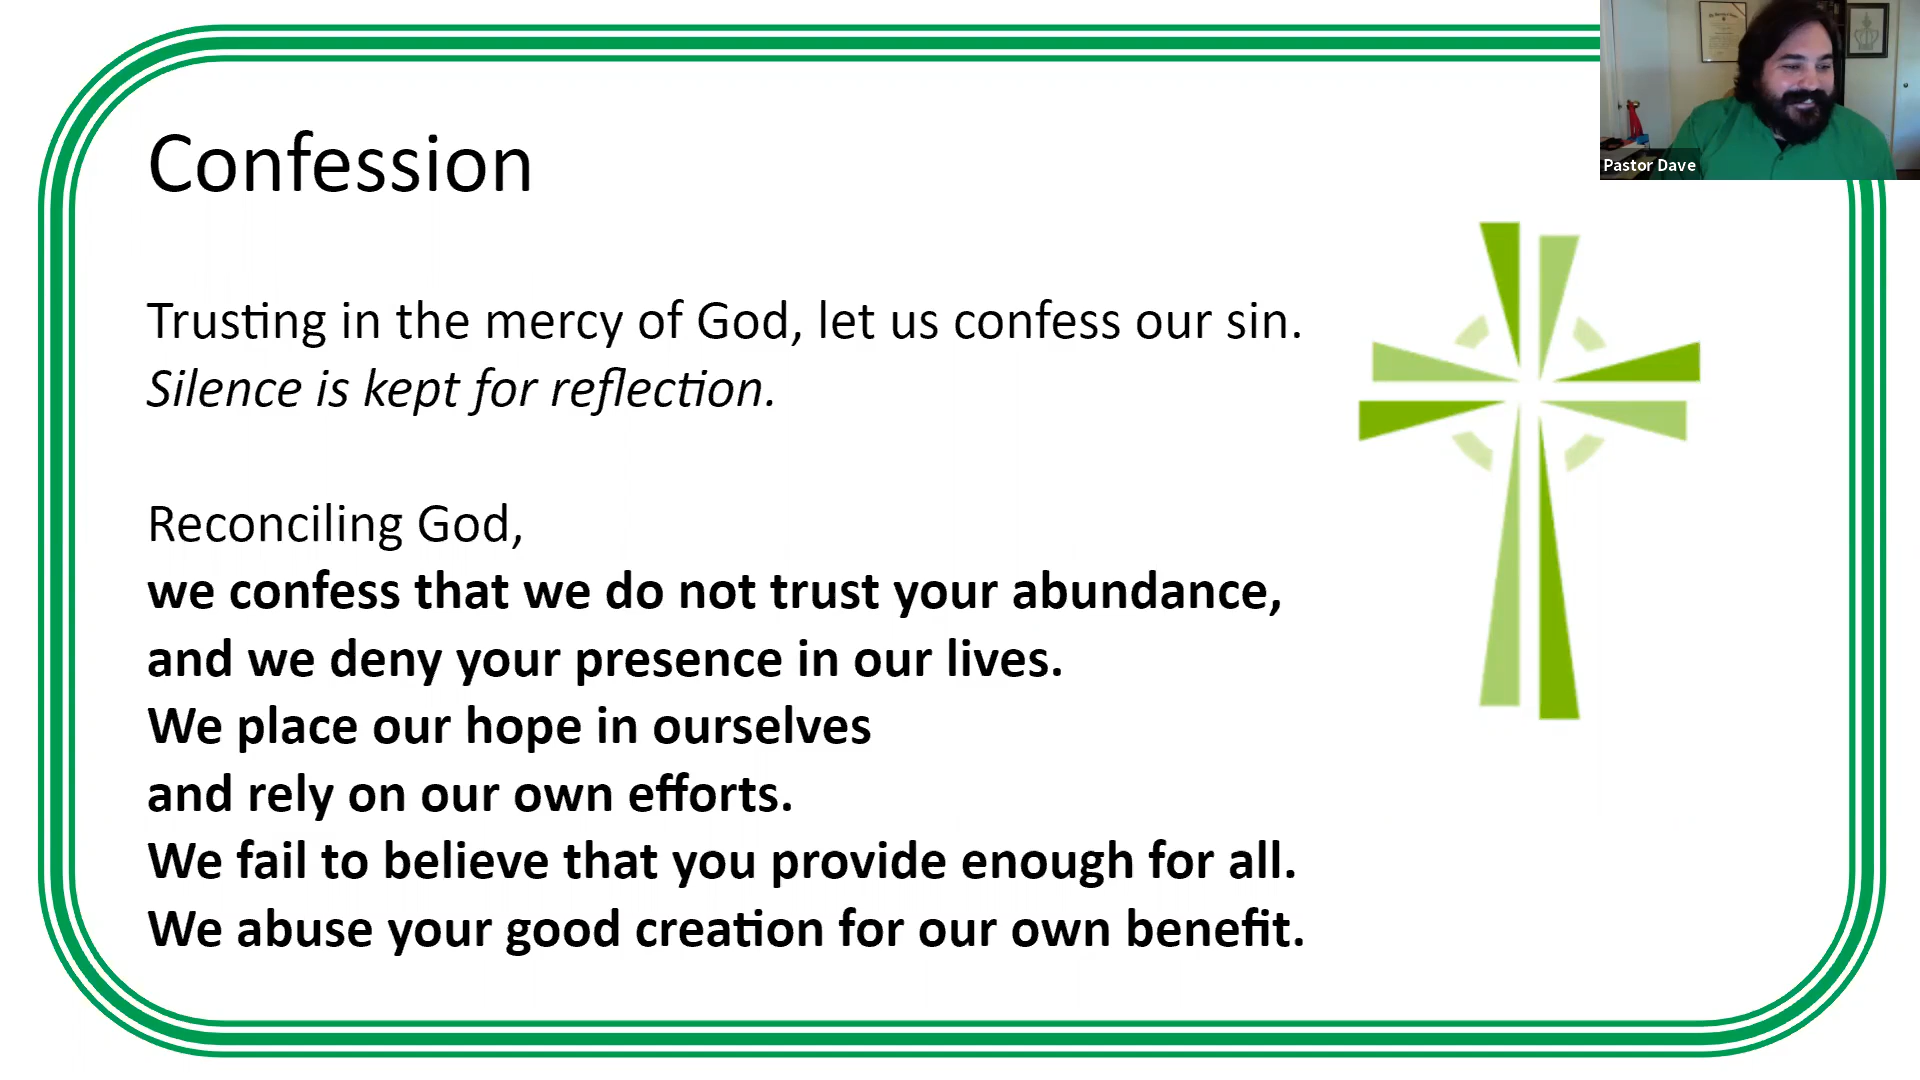 Confession
Trusting in the mercy of God, let us confess our sin.
Silence is kept for reflection.
Reconciling God,
we confess that we do not trust your abundance,
and we deny your presence in our lives.
We place our hope in ourselves
and rely on our own efforts.
We fail to believe that you provide enough for all.
We abuse your good creation for our own benefit.
Pastor Dave